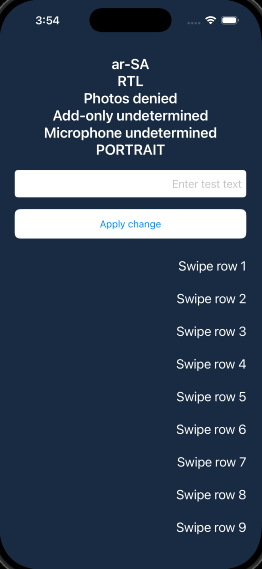 3:54
ar-SA
RTL
Photos denied
Add-only undetermined
Microphone undetermined
PORTRAIT
Enter test text
Apply change
Swipe row 1
Swipe row 2
Swipe row 3
Swipe row 4
Swipe row 5
Swipe row 6
Swipe row 7
Swipe row 8
Swipe row 9